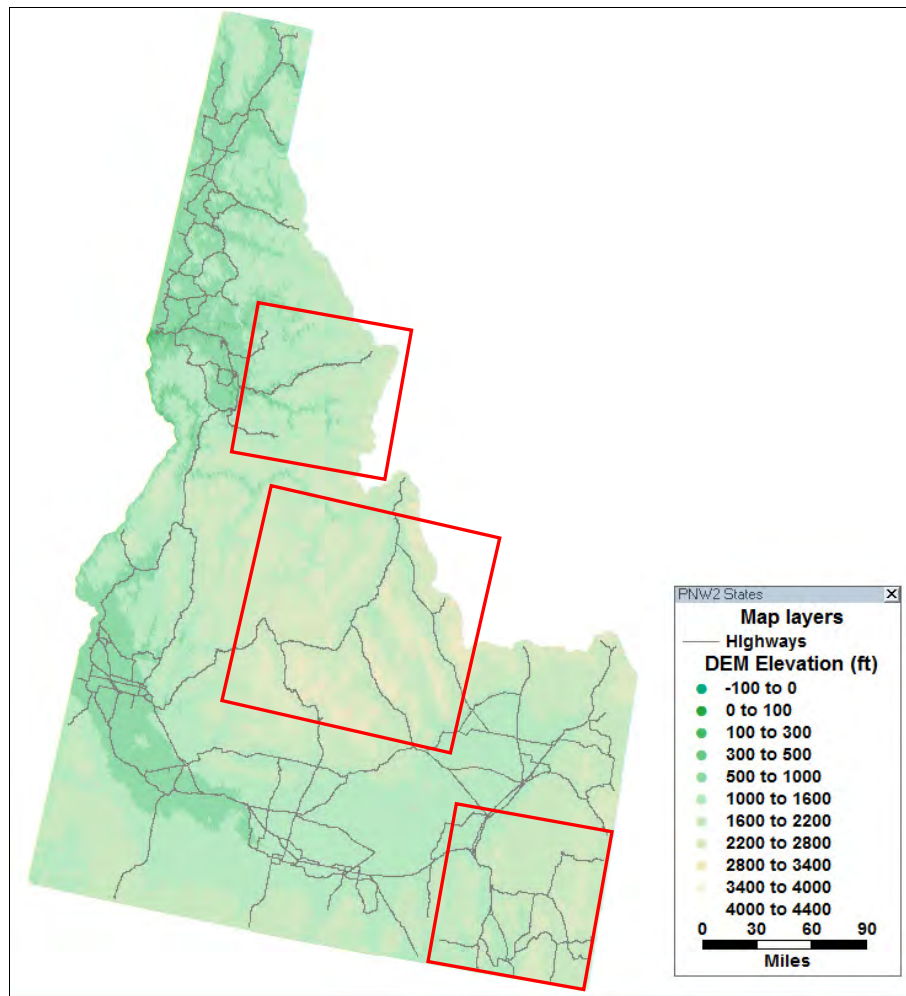 PNW2 States
Map layers
Highways
DEM Elevation (ft)
-100 to 0
0 to 100
100 to 300
300 to 500
500 to 1000
1000 to 1600
1600 to 2200
2200 to 2800
2800 to 3400
3400 to 4000
4000 to 4400
0 30 60 90
Miles